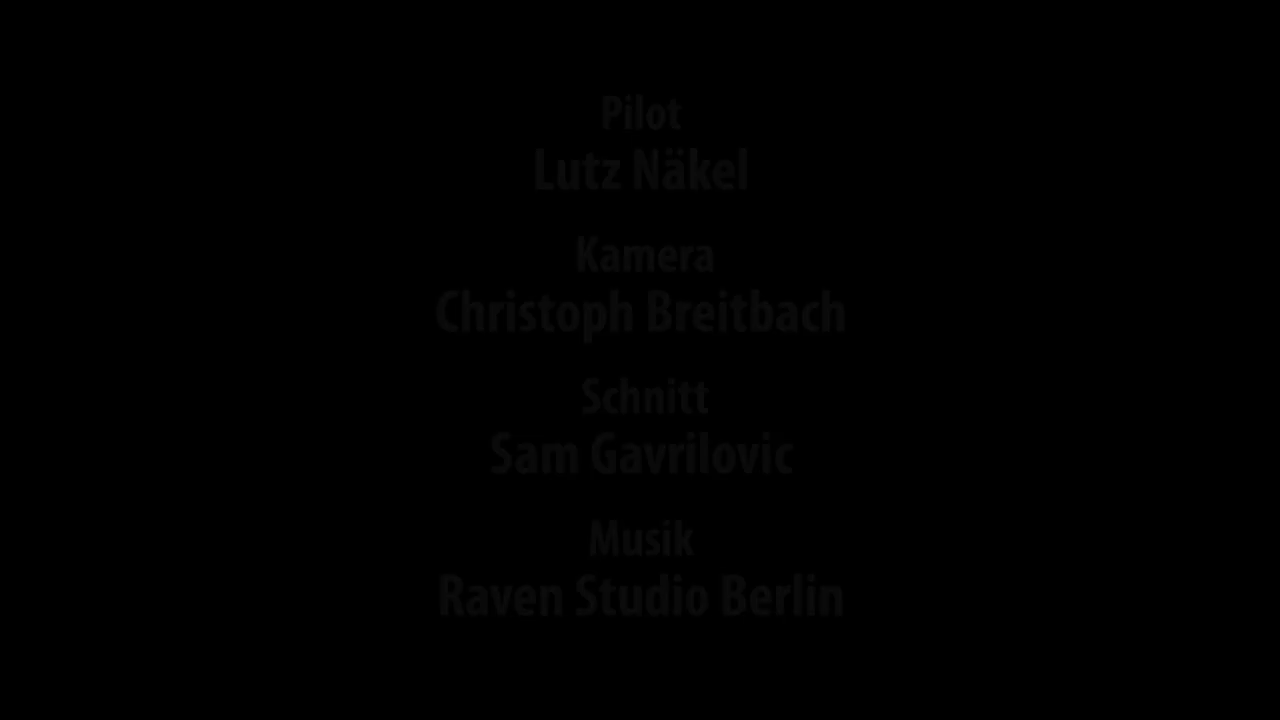 Pilot
Lutz Näkel
Kamera
Christoph Breitbach
Schnitt
Sam Gavrilovic
Musik
Raven Studio Berlin